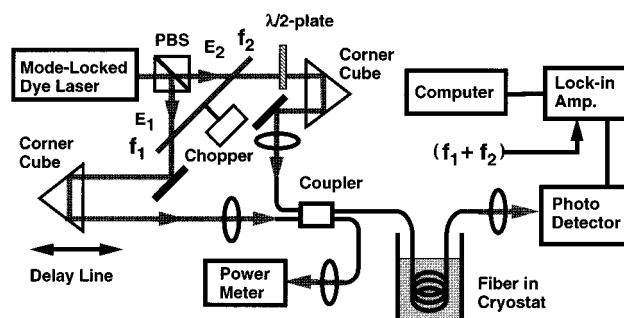 Mode-Locked
Dye Laser
PBS
E2
f2
λ/2-plate
Corner
Cube
Computer
Lock-in
Amp.
E1
f1
Chopper
(f1 + f2)
Corner
Cube
Coupler
Photo
Detector
Delay Line
Power
Meter
Fiber in
Cryostat